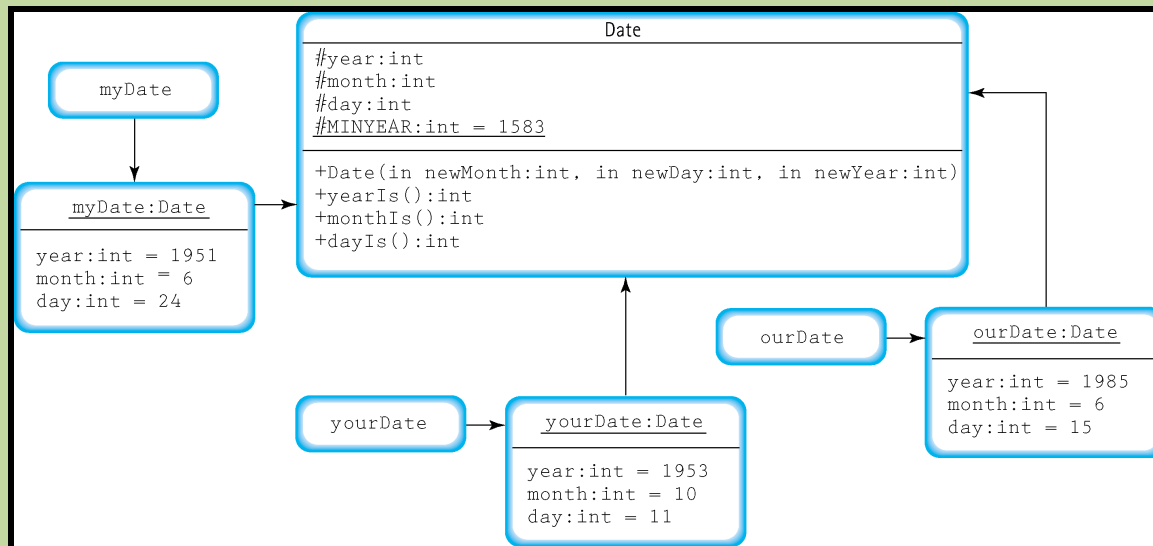 Date
#year:int
#month:int
#day:int
#MINYEAR:int = 1583
+Date(in newMonth:int, in newDay:int, in newYear:int)
+yearIs():int
+monthIs():int
+dayIs():int
myDate
myDate:Date
year:int = 1951
month:int = 6
day:int = 24
yourDate
yourDate:Date
year:int = 1953
month:int = 10
day:int = 11
ourDate
ourDate:Date
year:int = 1985
month:int = 6
day:int = 15